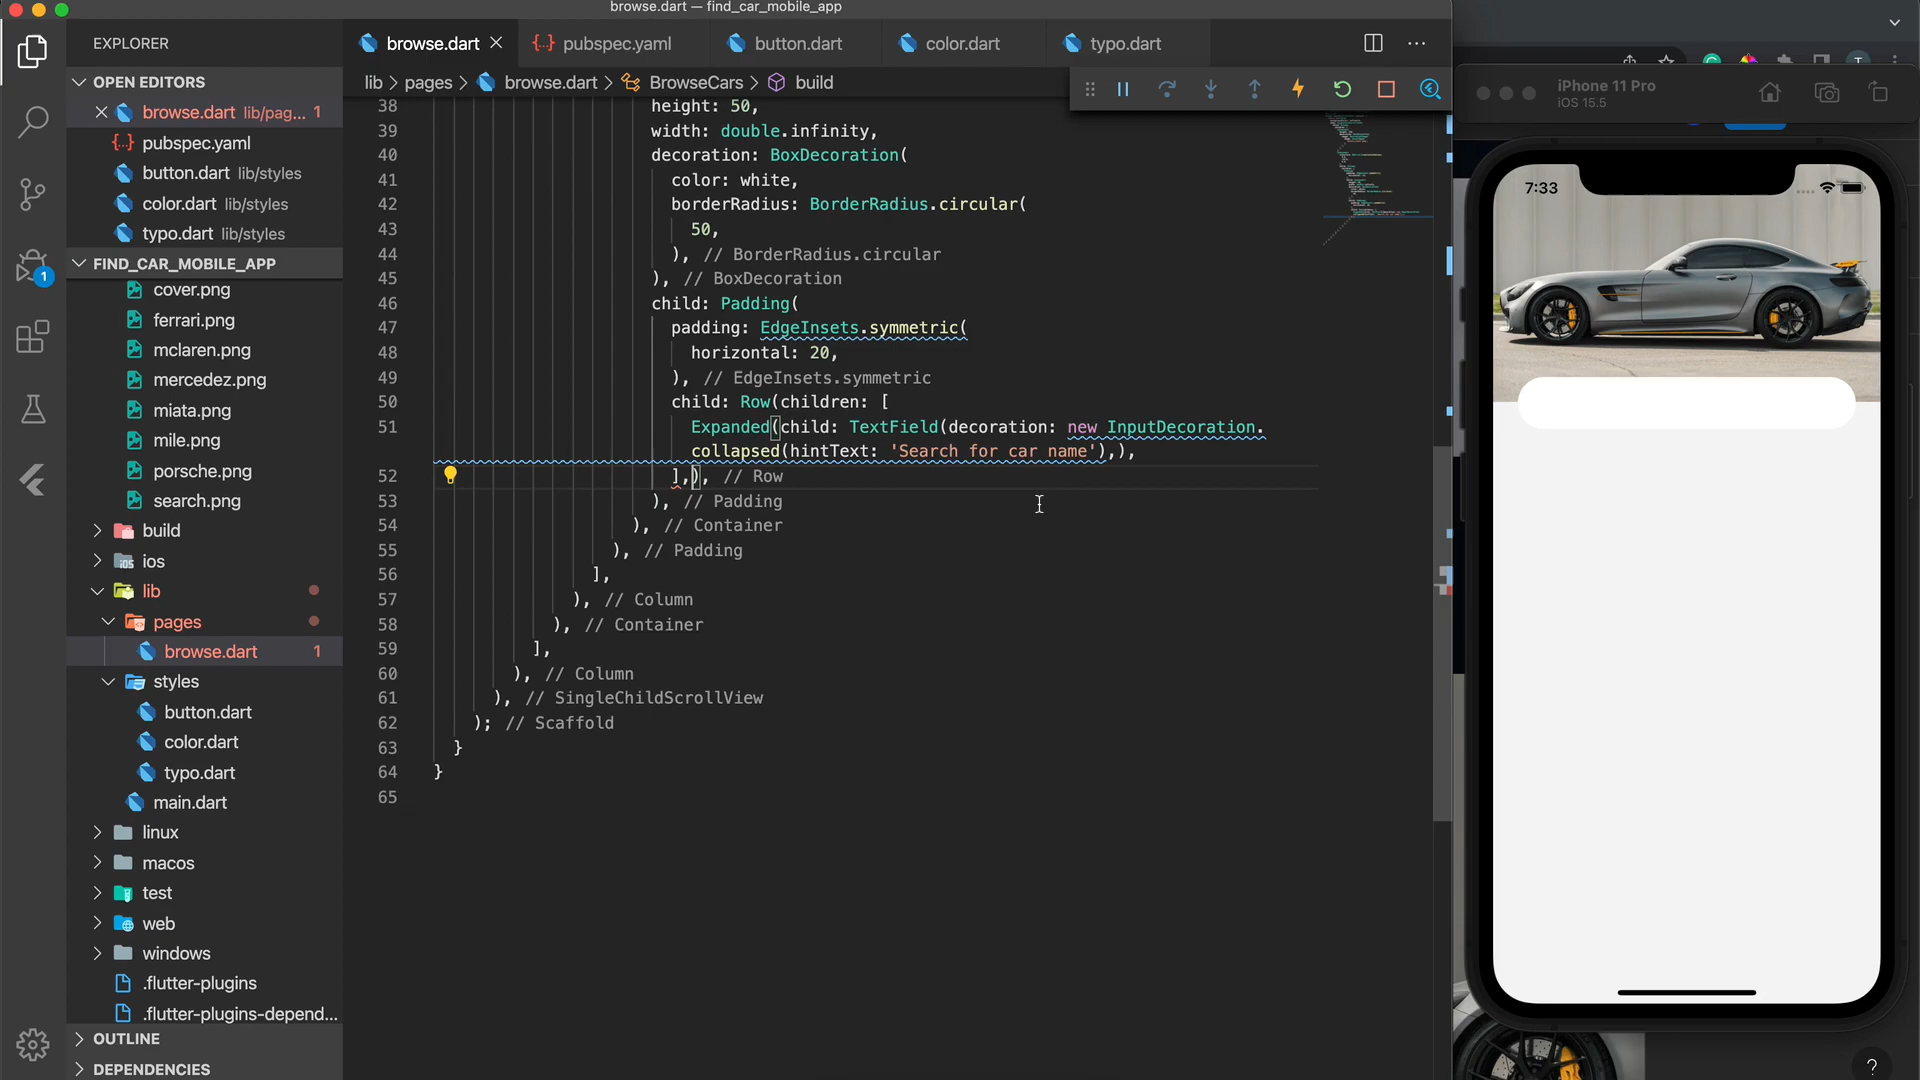 browse.dart — find_car_mobile_app
EXPLORER
OPEN EDITORS
browse.dart lib/pag... 1
pubspec.yaml
button.dart lib/styles
color.dart lib/styles
typo.dart lib/styles
FIND_CAR_MOBILE_APP
cover.png
ferrari.png
mclaren.png
mercedez.png
miata.png
mile.png
porsche.png
search.png
build
ios
lib
pages
browse.dart 1
styles
button.dart
color.dart
typo.dart
main.dart
linux
macos
test
web
windows
.flutter-plugins
.flutter-plugins-depend...
OUTLINE
DEPENDENCIES
1
browse.dart
pubspec.yaml
button.dart
color.dart
typo.dart
lib > pages > browse.dart > BrowseCars > build
38 height: 50,
39 width: double.infinity,
40 decoration: BoxDecoration(
41 color: white,
42 borderRadius: BorderRadius.circular(
43 50,
44 ), // BorderRadius.circular
45 ), // BoxDecoration
46 child: Padding(
47 padding: EdgeInsets.symmetric(
48 horizontal: 20,
49 ), // EdgeInsets.symmetric
50 child: Row(children: [
51 Expanded(child: TextField(decoration: new InputDecoration.
collapsed(hintText: 'Search for car name'),),
52 ],), // Row
53 ), // Padding
54 ), // Container
55 ), // Padding
56 ],
57 ), // Column
58 ), // Container
59 ],
60 ), // Column
61 ), // SingleChildScrollView
62 ); // Scaffold
63 }
64 }
65
iPhone 11 Pro
iOS 15.5
7:33
?